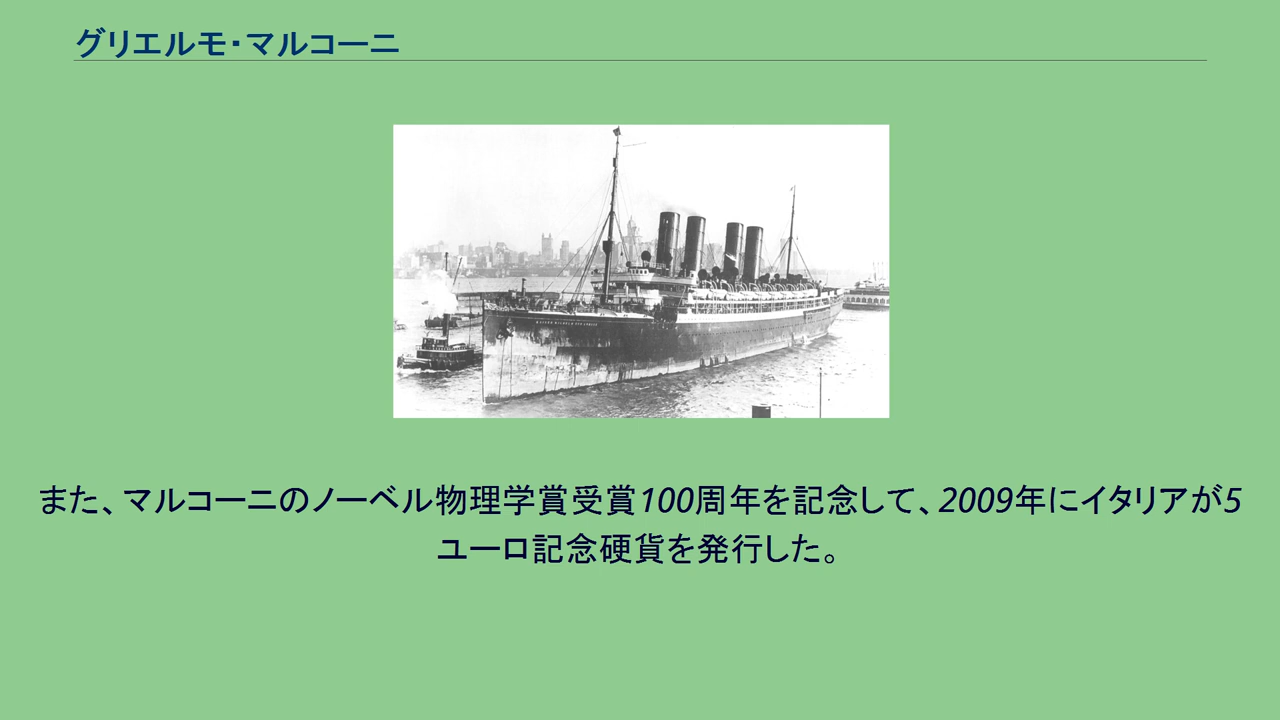 グリエルモ・マルコーニ
また、マルコーニのノーベル物理学賞受賞100周年を記念して、2009年にイタリアが5
ユーロ記念硬貨を発行した。